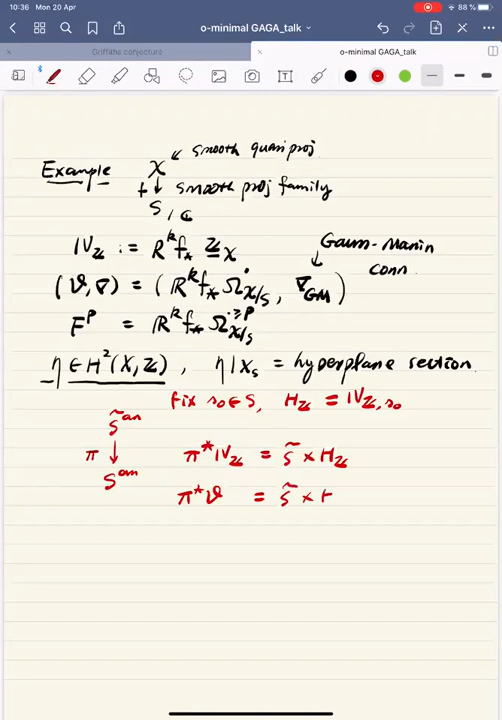 10:36 Mon 20 Apr
88 %
o-minimal GAGA_talk
Griffiths conjecture
o-minimal GAGA_talk
Example X ← smooth quasi proj
f ↓ smooth proj family
S / ℂ
𝕍_ℤ := R^k f_* ℤ_X
Gauss-Manin conn.
(𝒱, ∇) = (R^k f_* Ω^•_{X/S}, ∇_{GM})
F^p = R^k f_* Ω^{•≥p}_{X/S}
η ∈ H²(X, ℤ), η|X_s = hyperplane section.
fix s_0 ∈ S, H_ℤ = 𝕍_{ℤ, s_0}
S̃^{an}
π ↓ π^* 𝕍_ℤ = S̃ × H_ℤ
S^{an}
π^* 𝒱 = S̃ × H